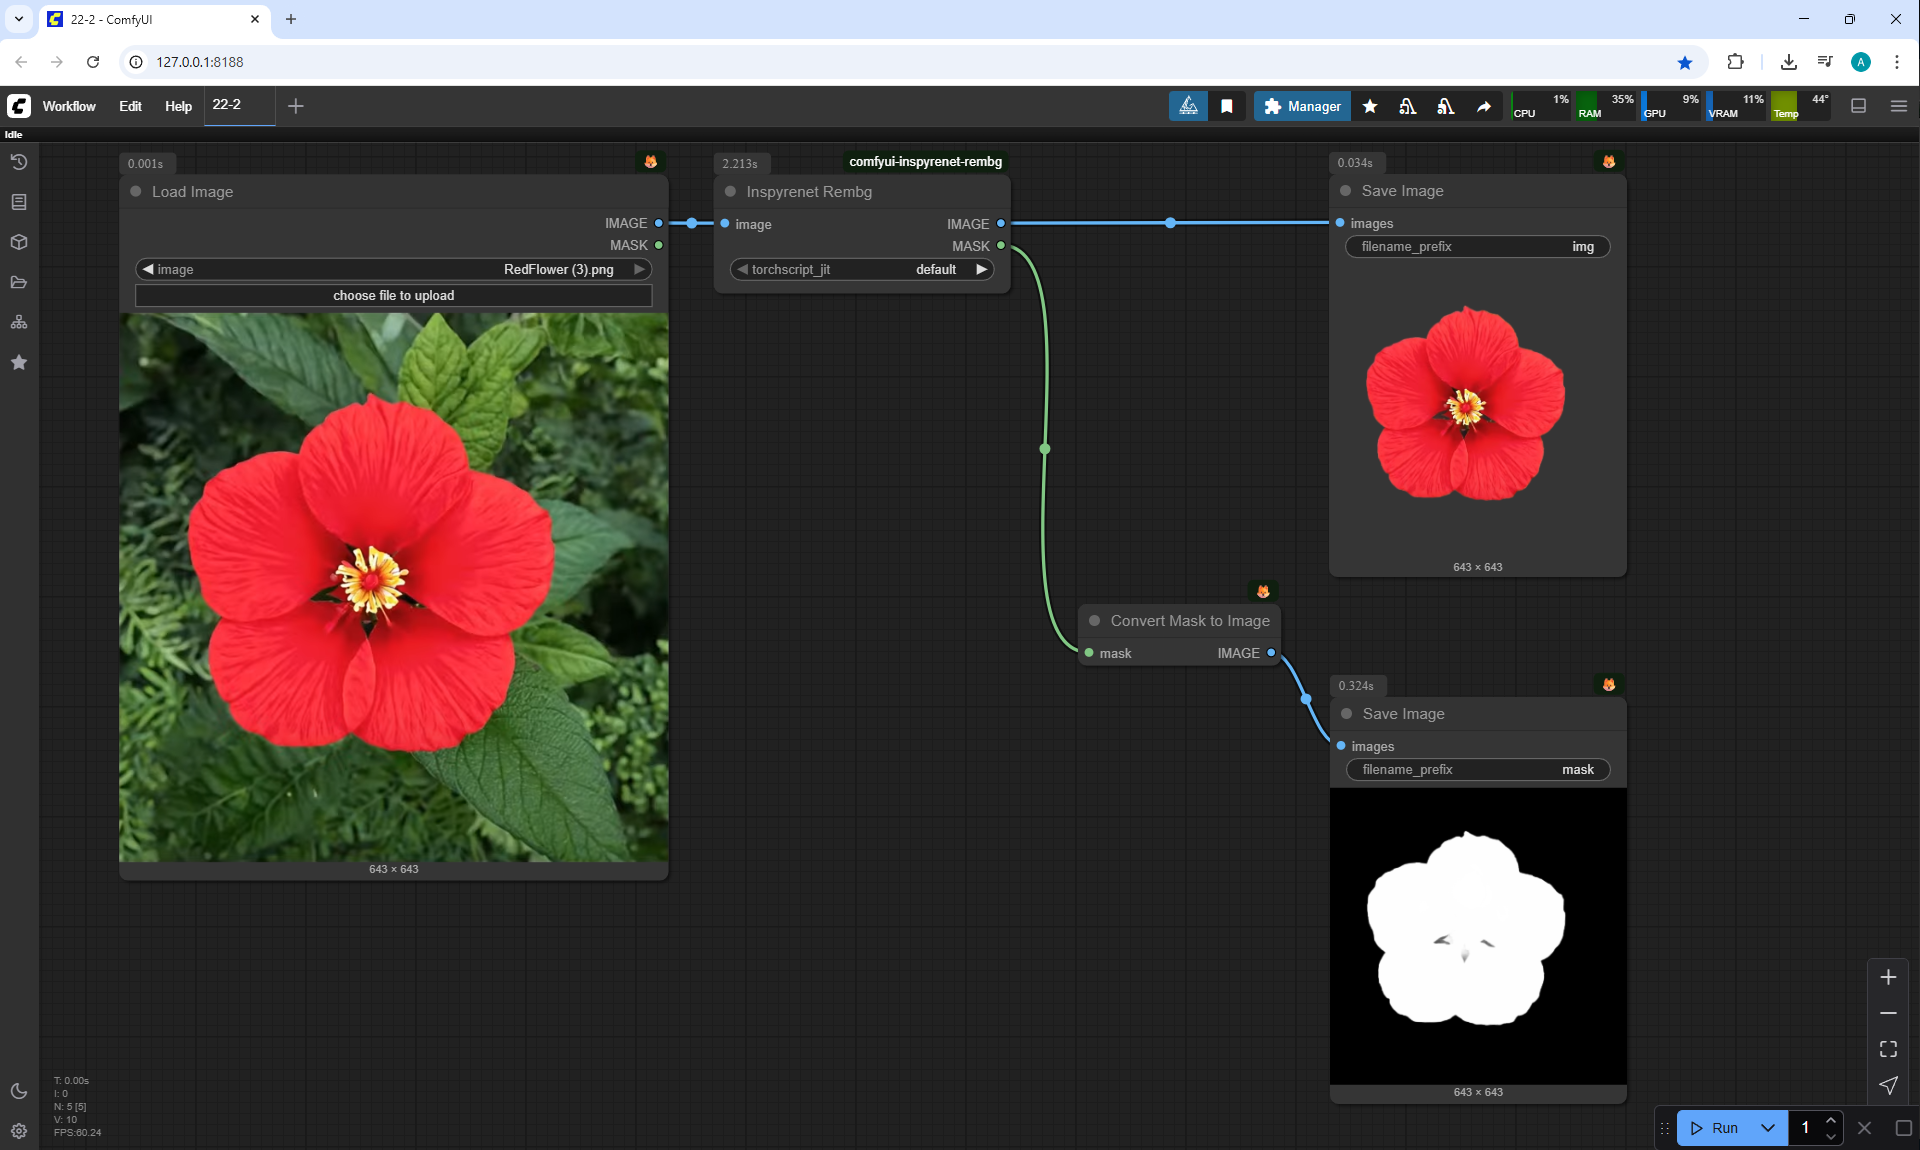 22-2 - ComfyUI
127.0.0.1:8188
Workflow Edit Help 22-2
Manager
1% CPU
35% RAM
9% GPU
11% VRAM
44° Temp
Idle
0.001s
Load Image
IMAGE
MASK
image RedFlower (3).png
choose file to upload
643 × 643
2.213s
comfyui-inspyrenet-rembg
Inspyrenet Rembg
image IMAGE
MASK
torchscript_jit default
0.034s
Save Image
images
filename_prefix img
643 × 643
Convert Mask to Image
mask IMAGE
0.324s
Save Image
images
filename_prefix mask
643 × 643
T: 0.00s
I: 0
N: 5 [5]
V: 10
FPS:60.24
Run 1
A